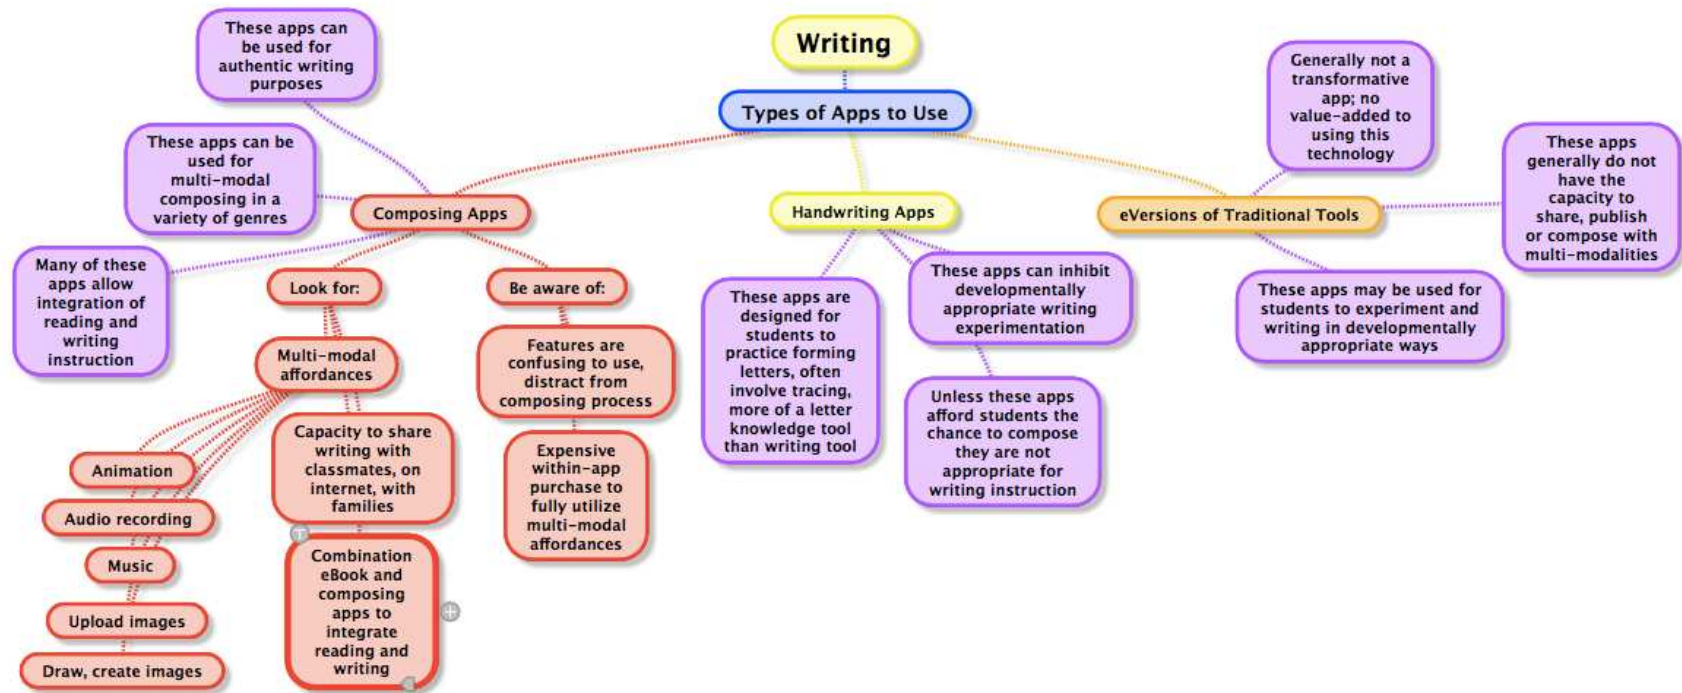 Writing
Types of Apps to Use
These apps can
be used for
authentic writing
purposes
These apps can be
used for
multi-modal
composing in a
variety of genres
Many of these
apps allow
integration of
reading and
writing
instruction
Composing Apps
Look for:
Multi-modal
affordances
Animation
Audio recording
Music
Upload images
Draw, create images
Capacity to share
writing with
classmates, on
internet, with
families
Combination
eBook and
composing
apps to
integrate
reading and
writing
Be aware of:
Features are
confusing to use,
distract from
composing process
Expensive
within-app
purchase to
fully utilize
multi-modal
affordances
Handwriting Apps
These apps are
designed for
students to
practice forming
letters, often
involve tracing,
more of a letter
knowledge tool
than writing tool
These apps can inhibit
developmentally
appropriate writing
experimentation
Unless these apps
afford students the
chance to compose
they are not
appropriate for
writing instruction
eVersions of Traditional Tools
Generally not a
transformative
app; no
value-added to
using this
technology
These apps
generally do not
have the
capacity to
share, publish
or compose with
multi-modalities
These apps may be used for
students to experiment and
writing in developmentally
appropriate ways